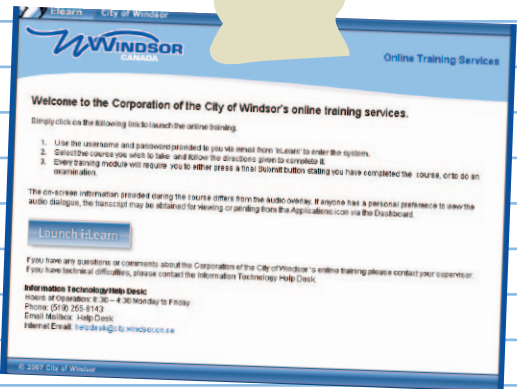 Elearn City of Windsor
WINDSOR
CANADA
Online Training Services
Welcome to the Corporation of the City of Windsor's online training services.
Simply click on the following link to launch the online training.
1. Use the username and password provided to you via email from 'iLearn' to enter the system.
2. Select the course you wish to take and follow the directions given to complete it.
3. Every training module will require you to either press a final Submit button stating you have completed the course, or to do an
examination.
The on-screen information provided during the course differs from the audio overlay. If anyone has a personal preference to view the
audio dialogue, the transcript may be obtained for viewing or printing from the Applications icon via the Dashboard.
Launch i:Learn
If you have any questions or comments about the Corporation of the City of Windsor's online training please contact your supervisor.
If you have technical difficulties, please contact the Information Technology Help Desk.
Information Technology Help Desk:
Hours of Operation: 8:30 – 4:30 Monday to Friday
Phone: (519) 255-6143
Email Mailbox: Help Desk
Internet Email: helpdesk@city.windsor.on.ca
© 2007 City of Windsor